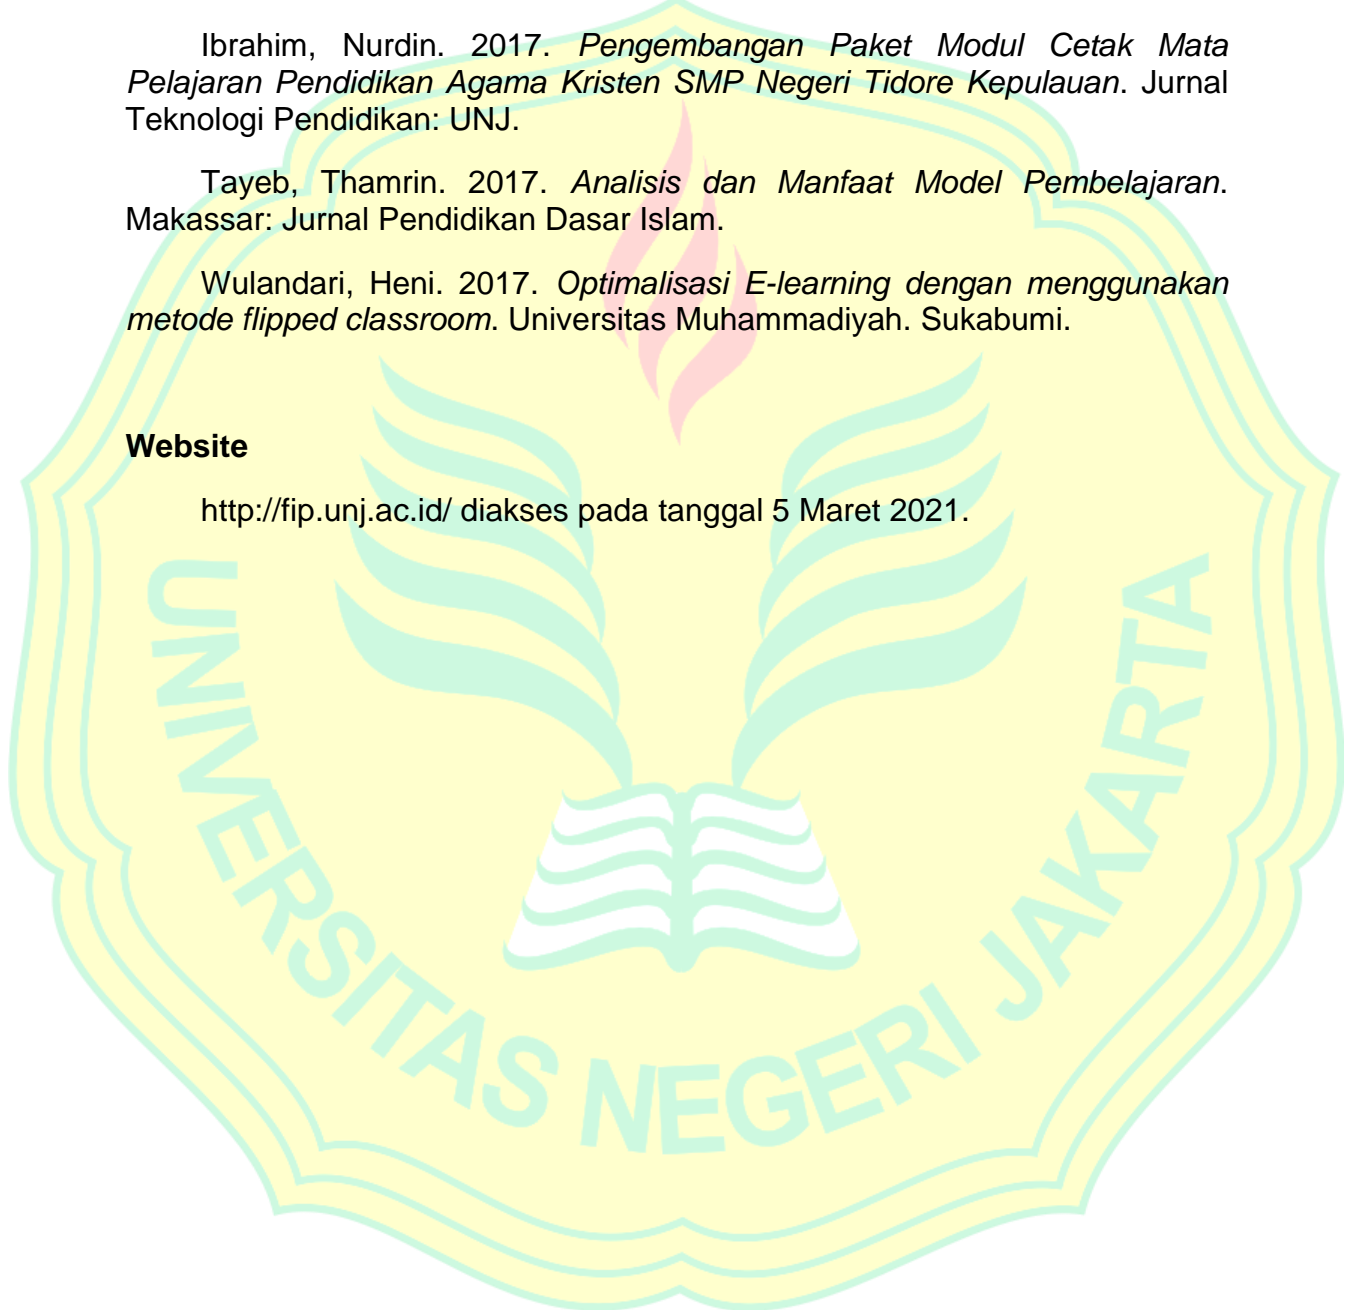 Ibrahim, Nurdin. 2017. Pengembangan Paket Modul Cetak Mata
Pelajaran Pendidikan Agama Kristen SMP Negeri Tidore Kepulauan. Jurnal
Teknologi Pendidikan: UNJ.
Tayeb, Thamrin. 2017. Analisis dan Manfaat Model Pembelajaran.
Makassar: Jurnal Pendidikan Dasar Islam.
Wulandari, Heni. 2017. Optimalisasi E-learning dengan menggunakan
metode flipped classroom. Universitas Muhammadiyah. Sukabumi.
Website
http://fip.unj.ac.id/ diakses pada tanggal 5 Maret 2021.
UNIVERSITAS NEGERI JAKARTA